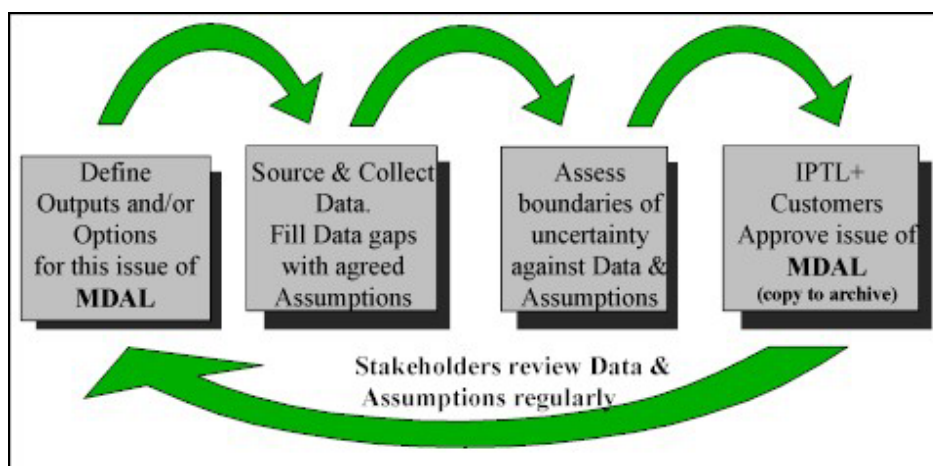 Define
Outputs and/or
Options
for this issue of
MDAL
Source & Collect
Data.
Fill Data gaps
with agreed
Assumptions
Assess
boundaries of
uncertainty
against Data &
Assumptions
IPTL+
Customers
Approve issue of
MDAL
(copy to archive)
Stakeholders review Data &
Assumptions regularly